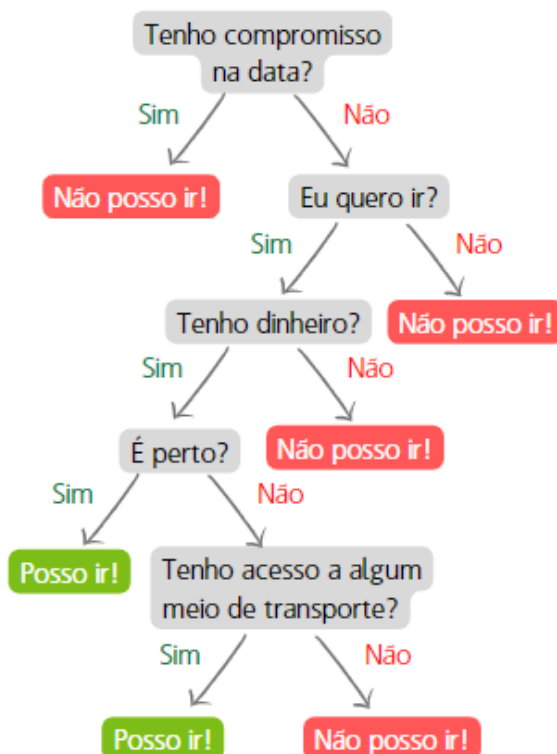 Tenho compromisso
na data?
Sim
Não
Não posso ir!
Eu quero ir?
Sim
Não
Tenho dinheiro?
Não posso ir!
Sim
Não
É perto?
Não posso ir!
Sim
Não
Posso ir!
Tenho acesso a algum
meio de transporte?
Sim
Não
Posso ir!
Não posso ir!